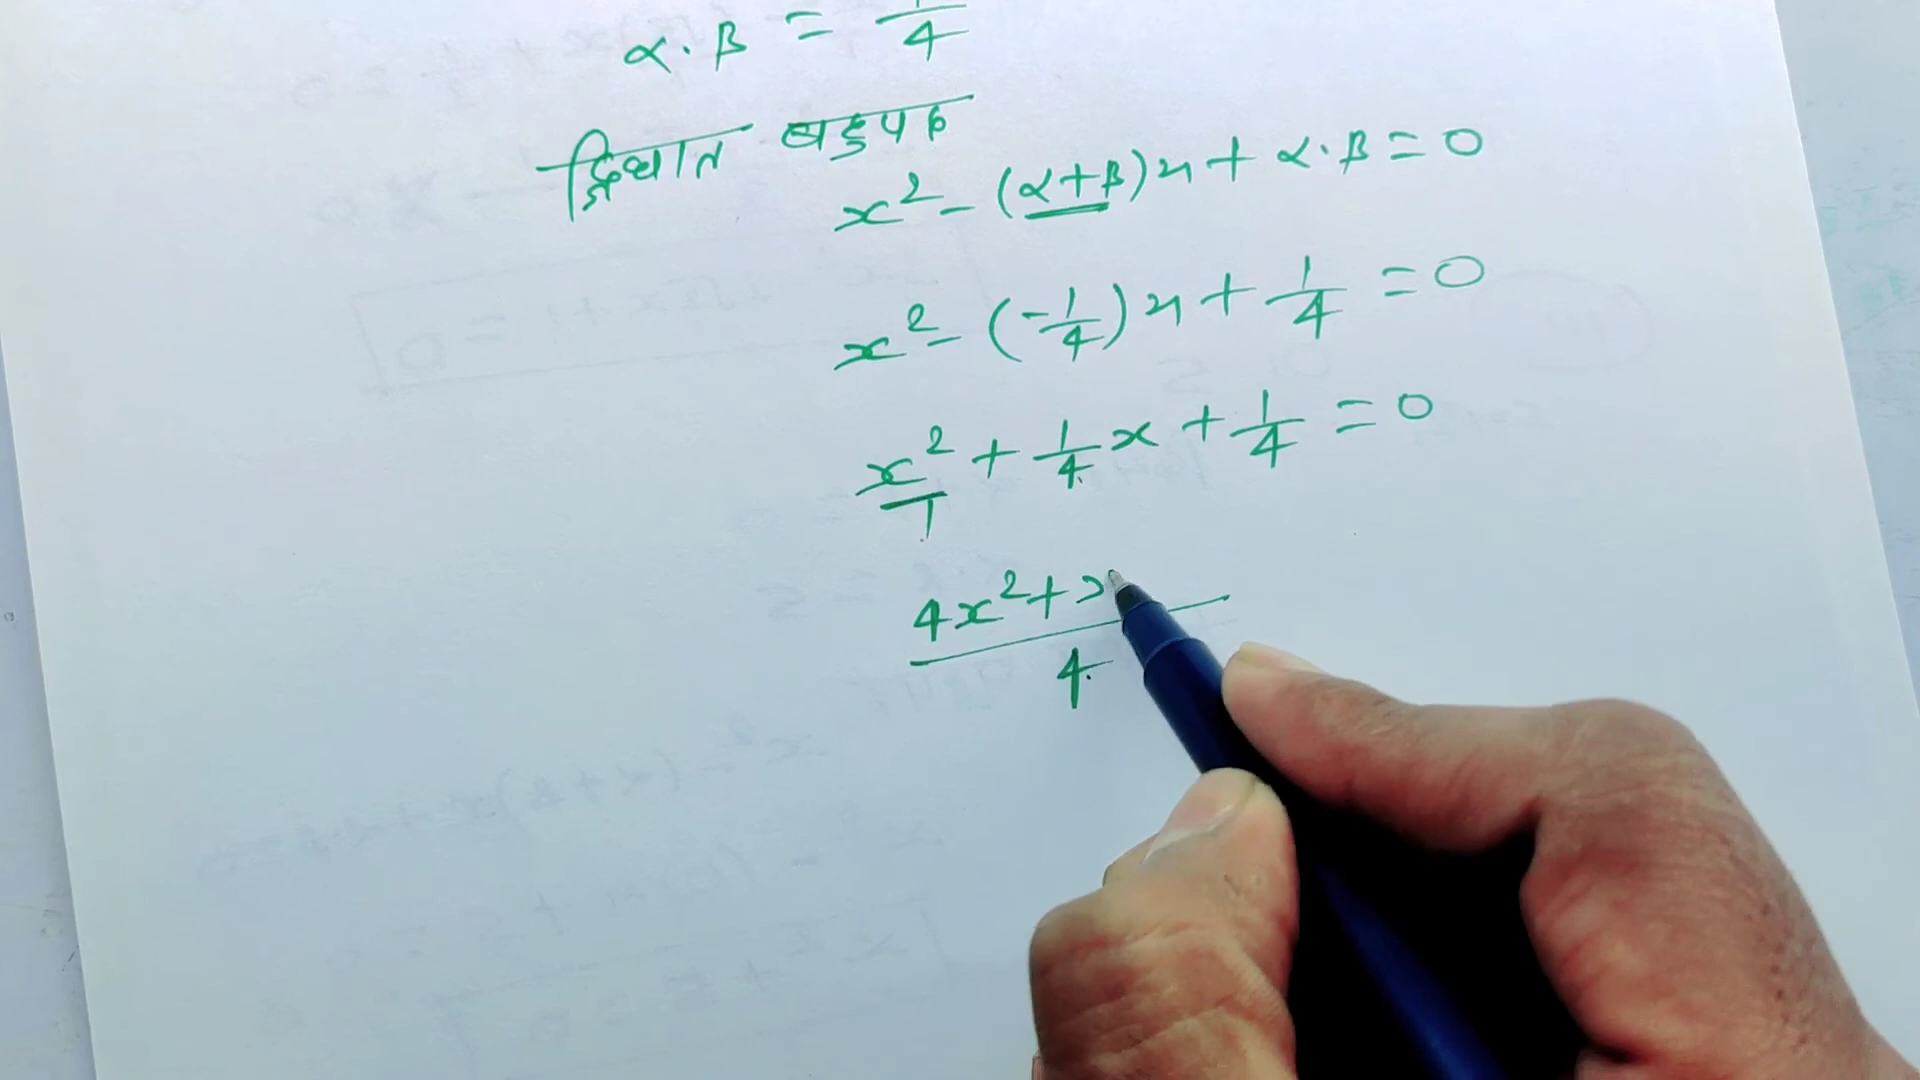 α.β = 1/4
द्विघात बहुपद
x² - (α+β)x + α.β = 0
x² - (-1/4)x + 1/4 = 0
x²/1 + 1/4 x + 1/4 = 0
4x²+x
4